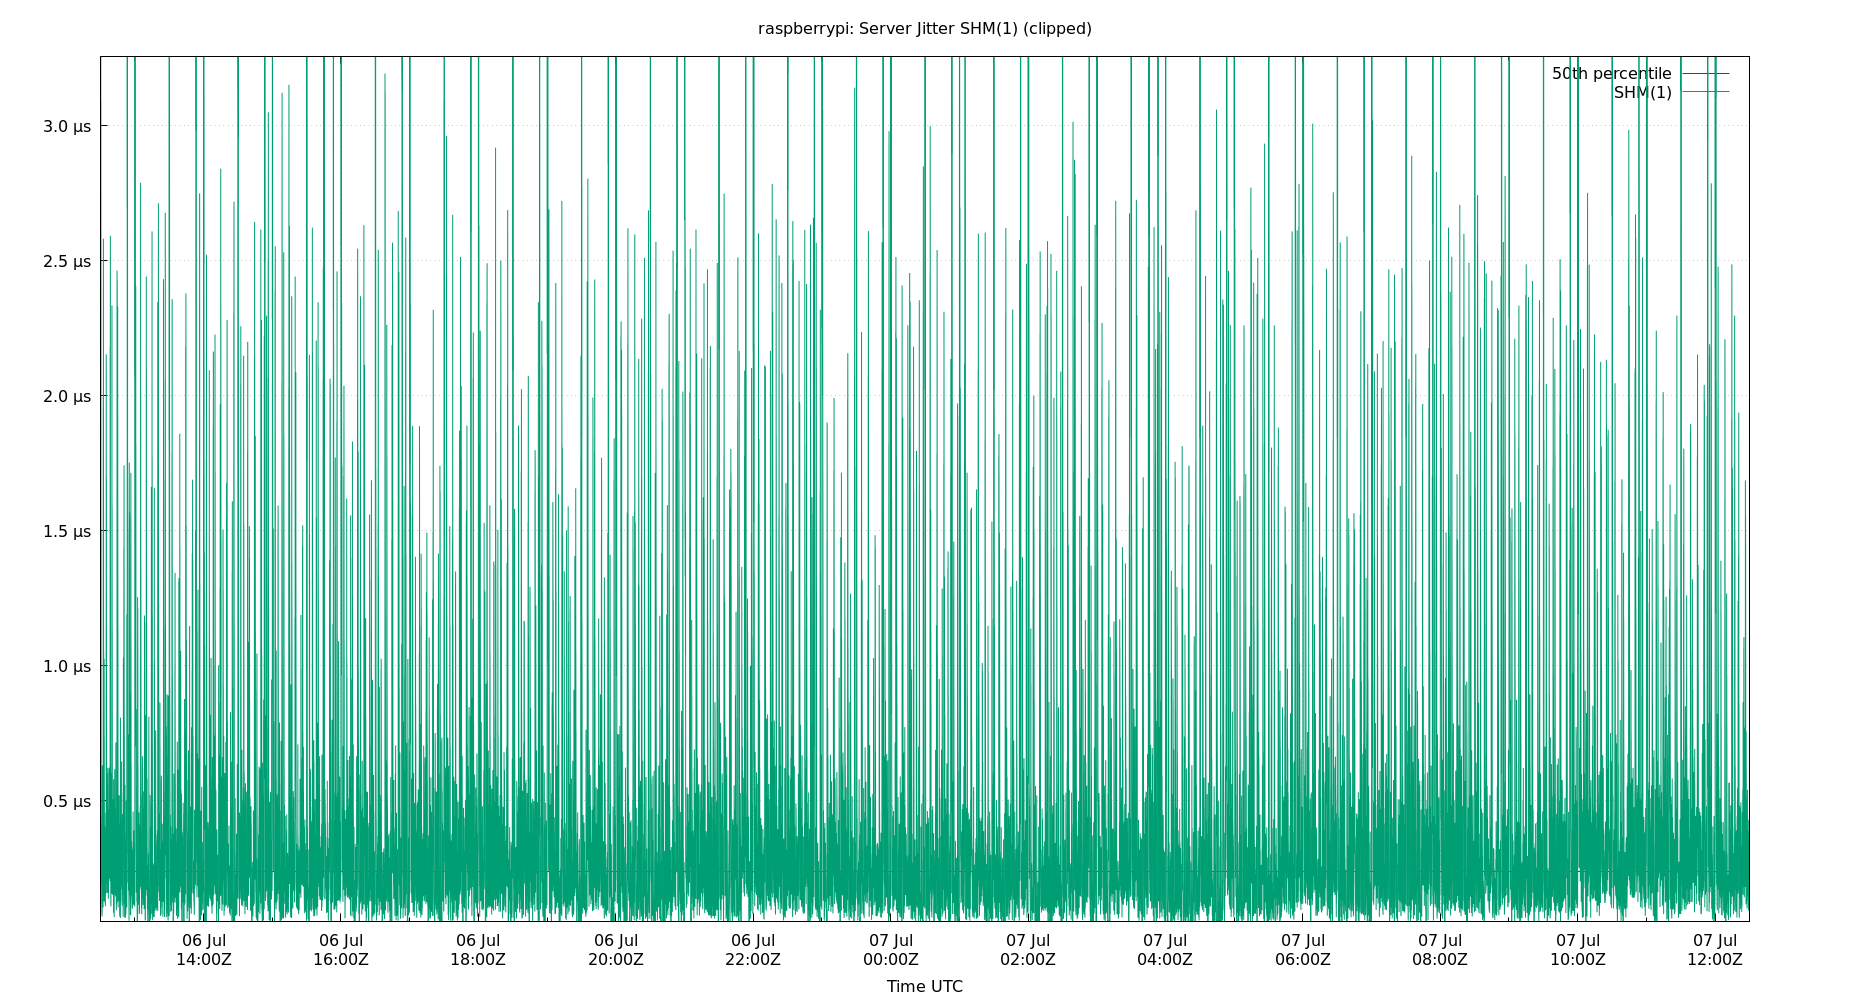 raspberrypi: Server Jitter SHM(1) (clipped)
50th percentile
SHM(1)
3.0 µs
2.5 µs
2.0 µs
1.5 µs
1.0 µs
0.5 µs
06 Jul 06 Jul 06 Jul 06 Jul 06 Jul 07 Jul 07 Jul 07 Jul 07 Jul 07 Jul 07 Jul 07 Jul
14:00Z 16:00Z 18:00Z 20:00Z 22:00Z 00:00Z 02:00Z 04:00Z 06:00Z 08:00Z 10:00Z 12:00Z
Time UTC